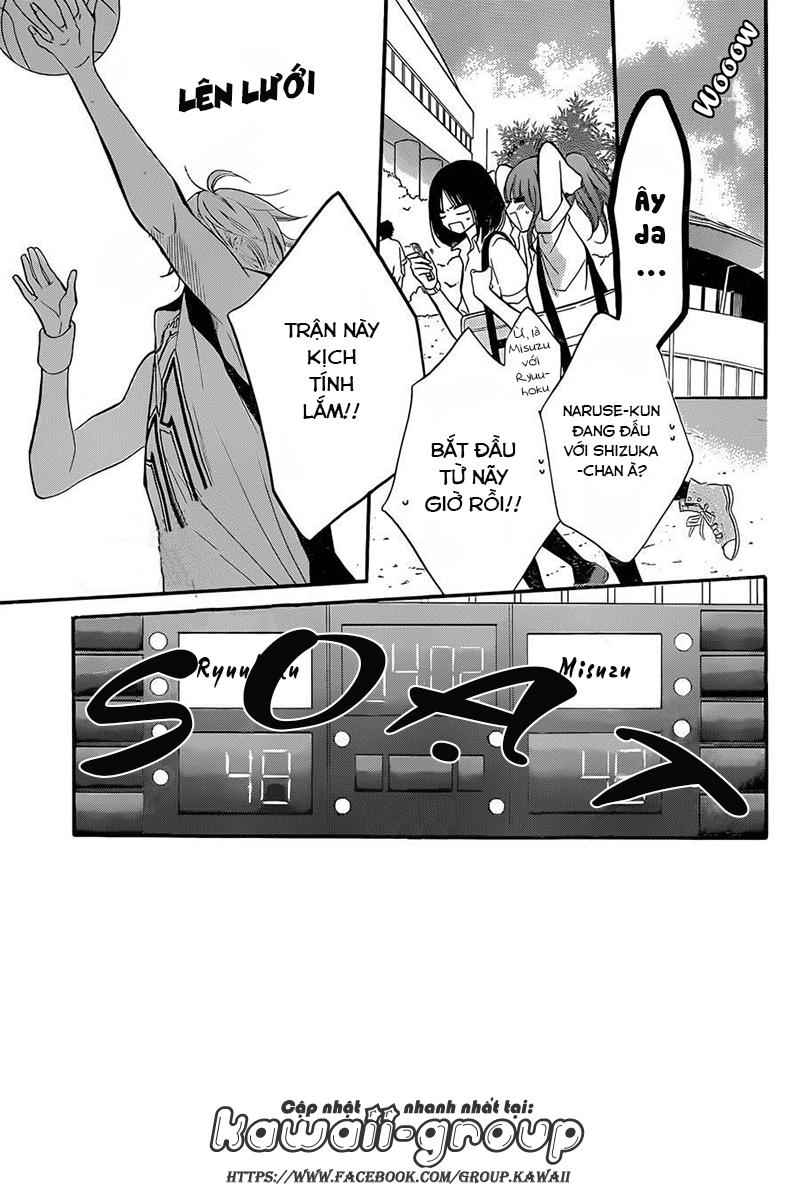 Wooow
Ây
da
...
NARUSE-KUN
ĐANG ĐẤU
VỚI SHIZUKA
-CHAN À?
Ừ, là
Misuzu
với
Ryuu-
hoku
BẮT ĐẦU
TỪ NÃY
GIỜ RỒI!!
TRẬN NÀY
KỊCH
TÍNH
LẮM!!
LÊN LƯỚI
Ryuuhoku
1402
Misuzu
48
42
SOẠT
Cập nhật nhanh nhất tại:
kawaii-group
HTTPS://WWW.FACEBOOK.COM/GROUP.KAWAII